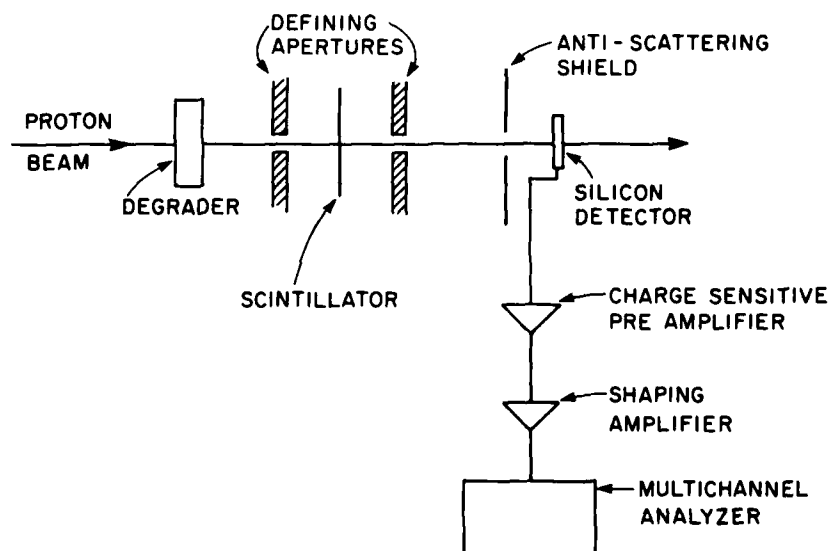 DEFINING
APERTURES
ANTI-SCATTERING
SHIELD
PROTON
BEAM
DEGRADER
SILICON
DETECTOR
SCINTILLATOR
CHARGE SENSITIVE
PRE AMPLIFIER
SHAPING
AMPLIFIER
MULTICHANNEL
ANALYZER